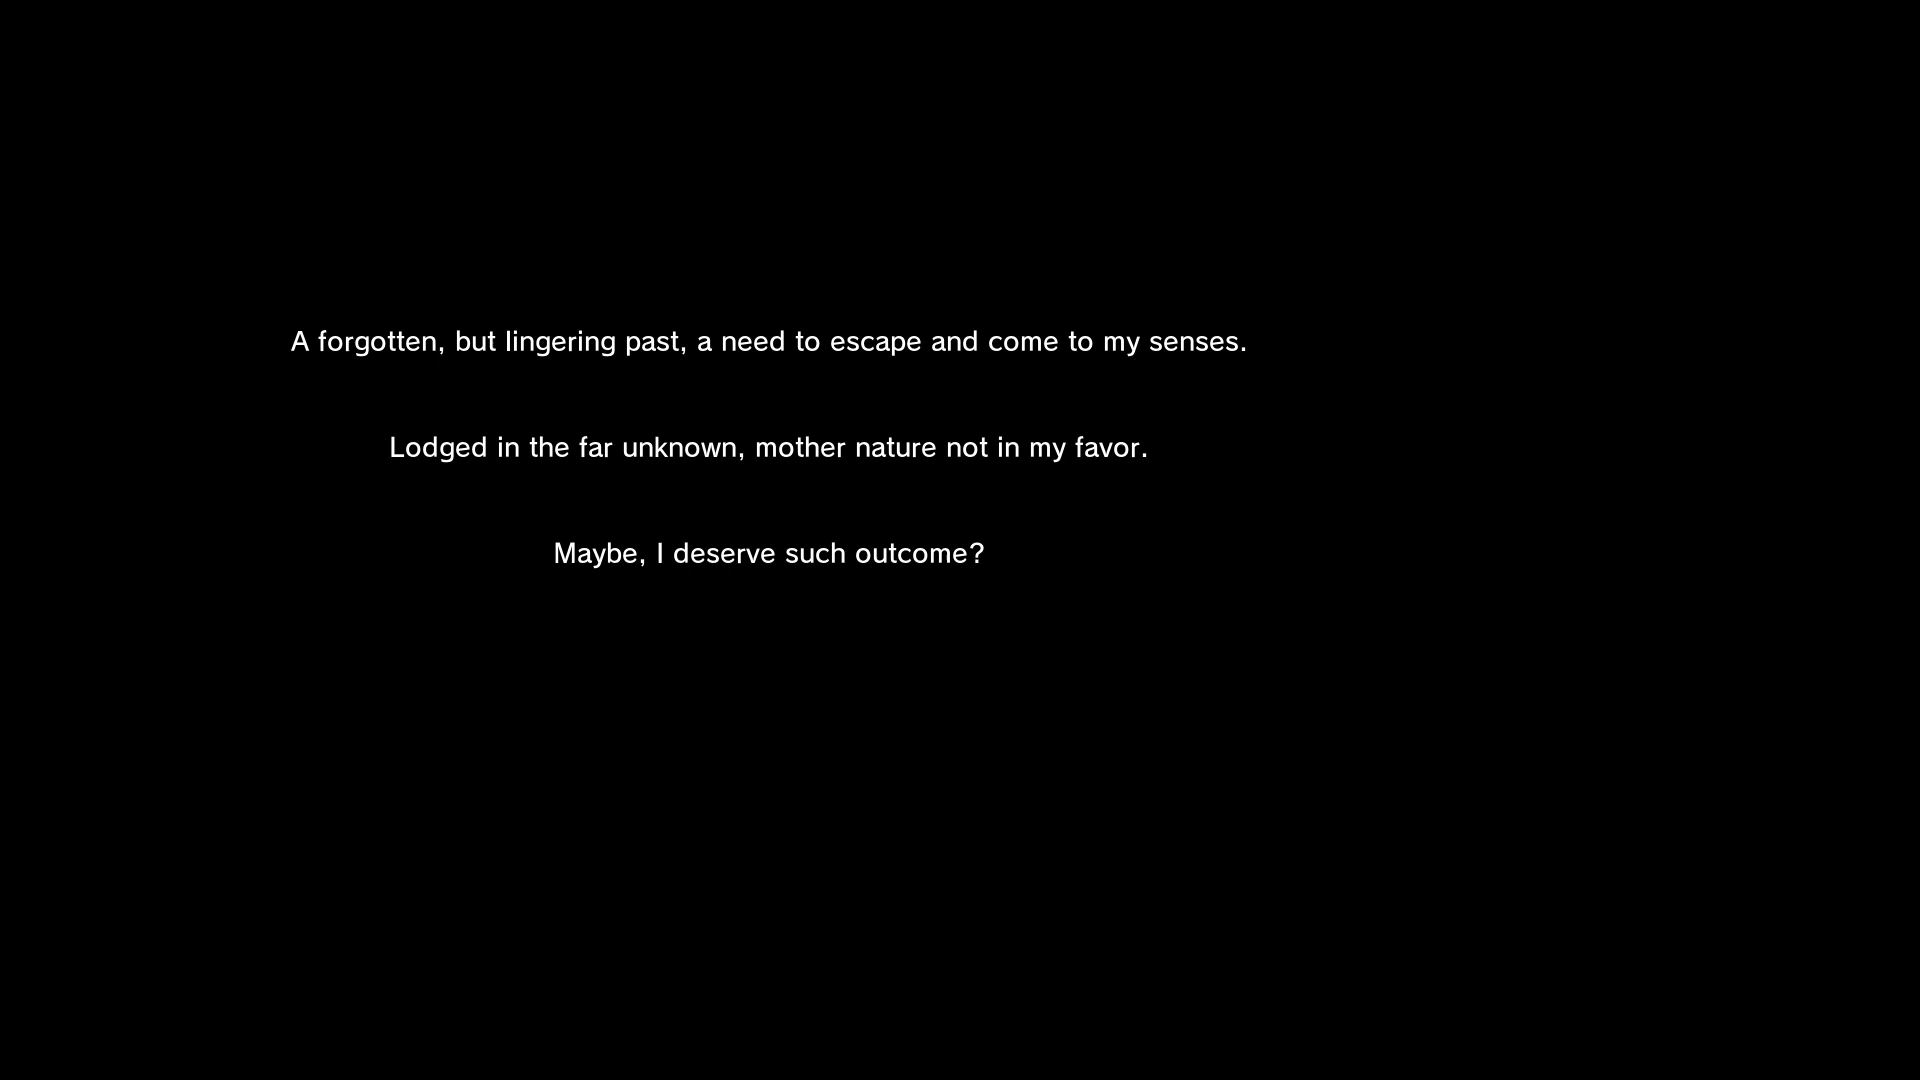 A forgotten, but lingering past, a need to escape and come to my senses.
Lodged in the far unknown, mother nature not in my favor.
Maybe, I deserve such outcome?